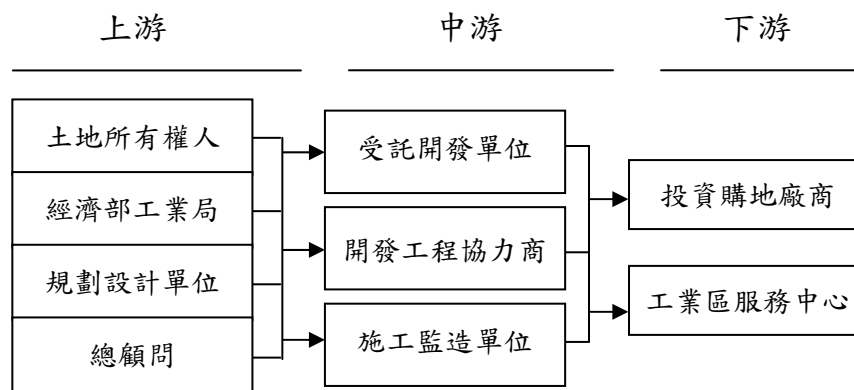 上游
中游
下游
土地所有權人
經濟部工業局
規劃設計單位
總顧問
受託開發單位
開發工程協力商
施工監造單位
投資購地廠商
工業區服務中心